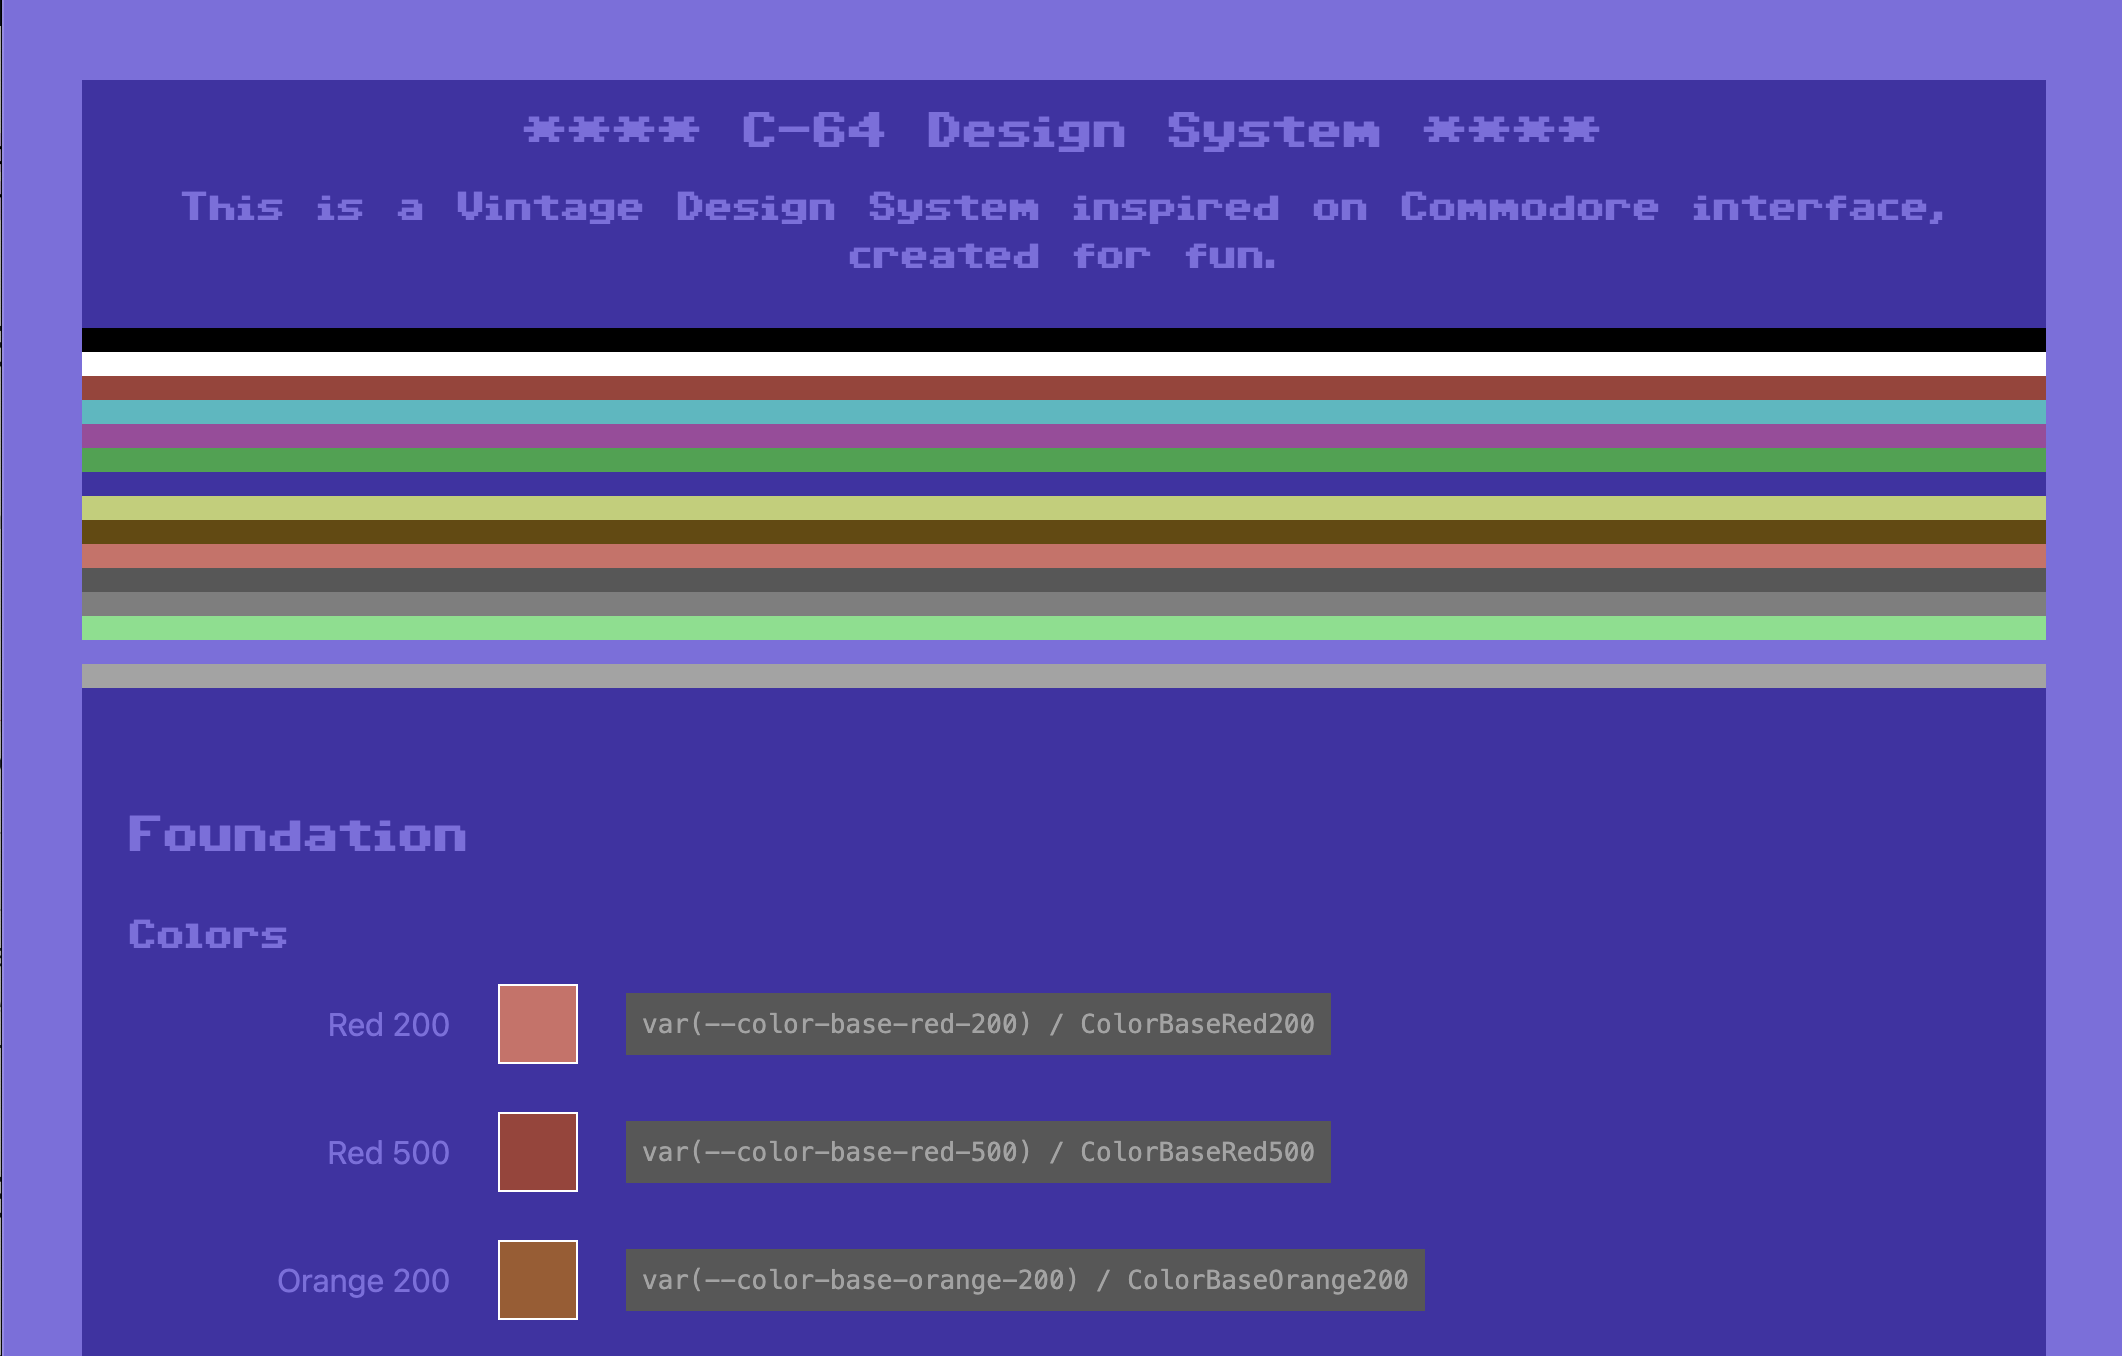 **** C-64 Design System ****
This is a Vintage Design System inspired on Commodore interface,
created for fun.
Foundation
Colors
Red 200
var(--color-base-red-200) / ColorBaseRed200
Red 500
var(--color-base-red-500) / ColorBaseRed500
Orange 200
var(--color-base-orange-200) / ColorBaseOrange200